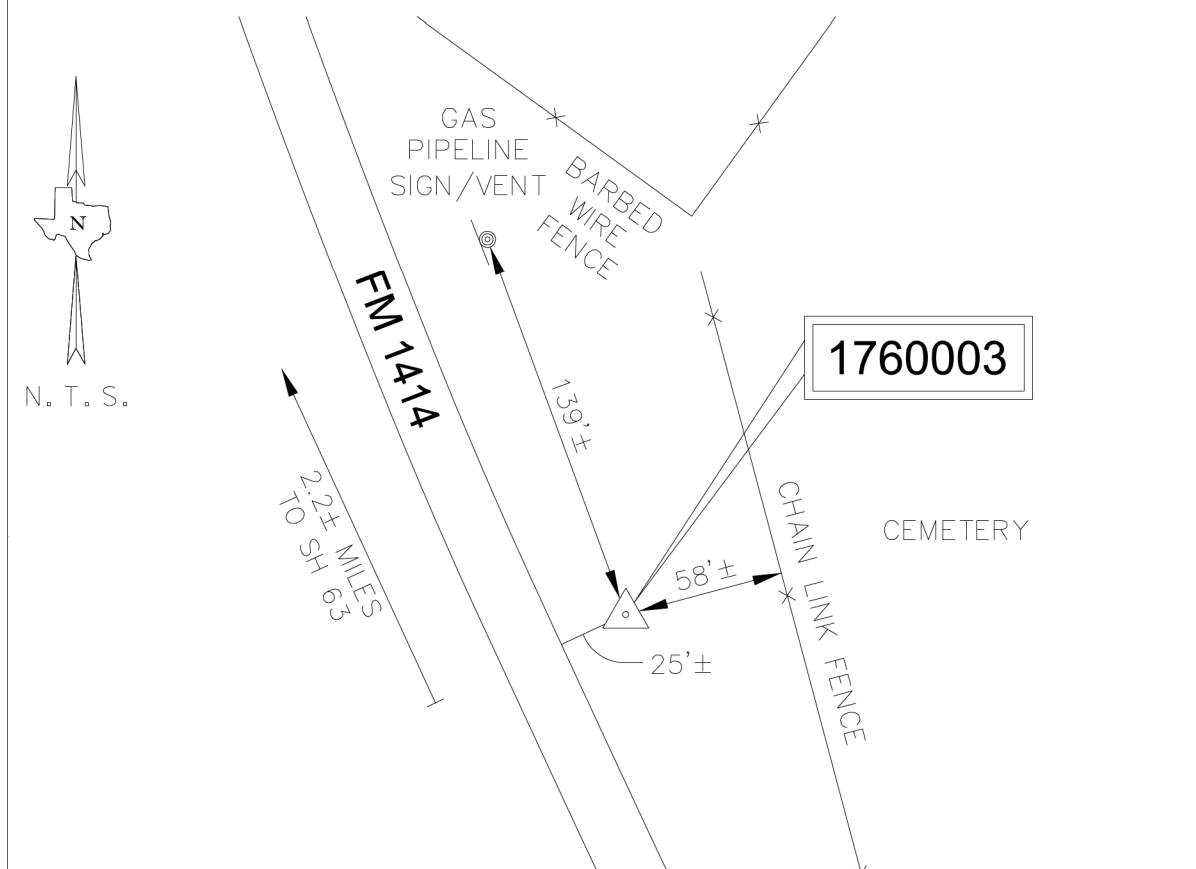 GAS
PIPELINE
SIGN/VENT
BARBED
WIRE
FENCE
N
N. T. S.
FM 1414
139'±
1760003
2.2± MILES
TO SH 63
58'±
25'±
CHAIN LINK FENCE
CEMETERY